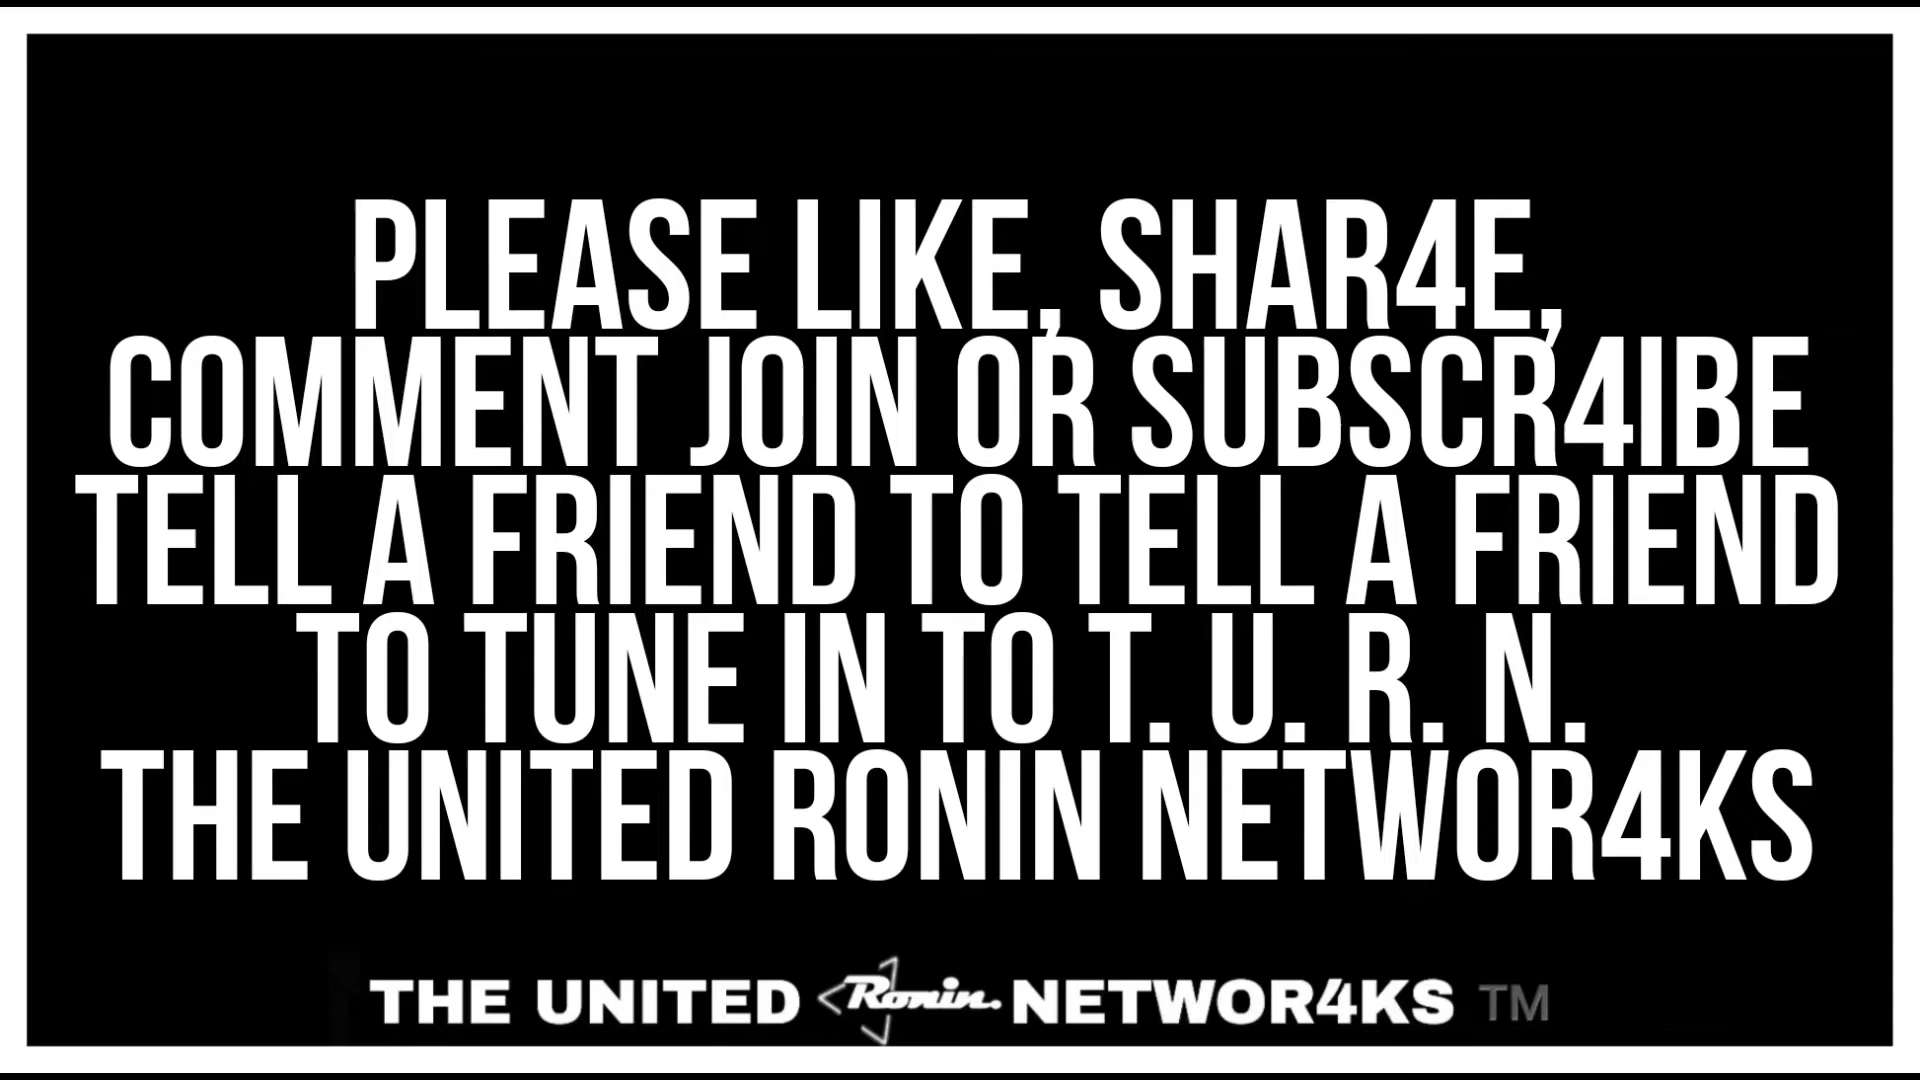 PLEASE LIKE, SHAR4E,
COMMENT JOIN OR SUBSCR4IBE
TELL A FRIEND TO TELL A FRIEND
TO TUNE IN TO T. U. R. N.
THE UNITED RONIN NETWOR4KS
THE UNITED Ronin. NETWOR4KS TM